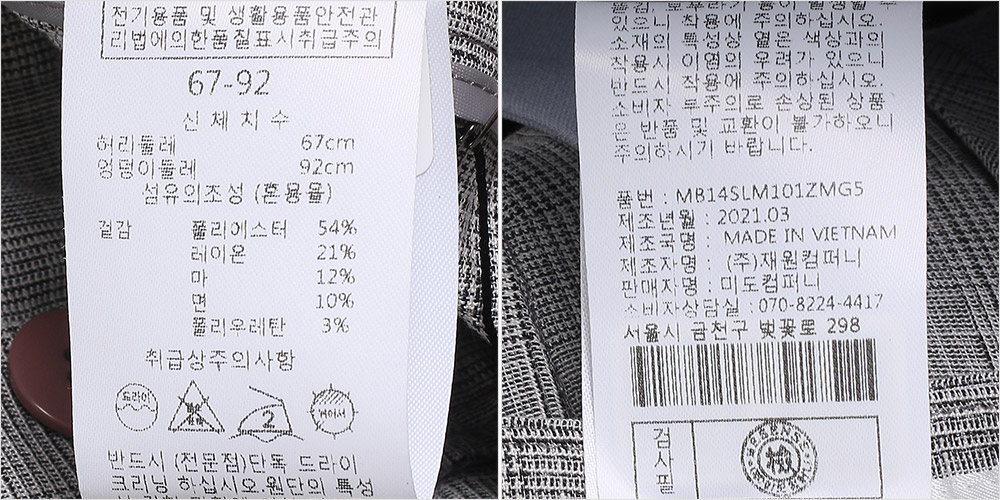 전기용품 및 생활용품안전관
리법에의한품질표시취급주의
67-92
신 체 치 수
허리둘레 67cm
엉덩이둘레 92cm
섬유의조성 (혼용율)
겉감 폴리에스터 54%
레이온 21%
마 12%
면 10%
폴리우레탄 3%
취급상주의사항
드라이
2
옷걸이
반드시 (전문점)단독 드라이
크리닝 하십시오.원단의 특성
있으니 착용에 주의하십시오.
소재의 특성상 옅은 색상과의
착용시 이염의 우려가 있으니
반드시 착용에 주의하십시오.
소비자 부주의로 손상된 상품
은 반품 및 교환이 불가하오니
주의하시기 바랍니다.
품번 : MB14SLM101ZMG5
제조년월 : 2021.03
제조국명 : MADE IN VIETNAM
제조자명 : (주)재원컴퍼니
판매자명 : 미도컴퍼니
소비자상담실 : 070-8224-4417
서울시 금천구 벚꽃로 298
검사필